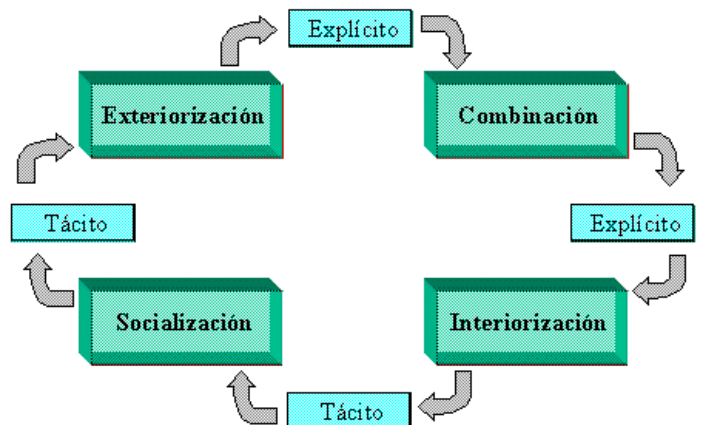 Explícito
Exteriorización
Combinación
Tácito
Explícito
Socialización
Interiorización
Tácito